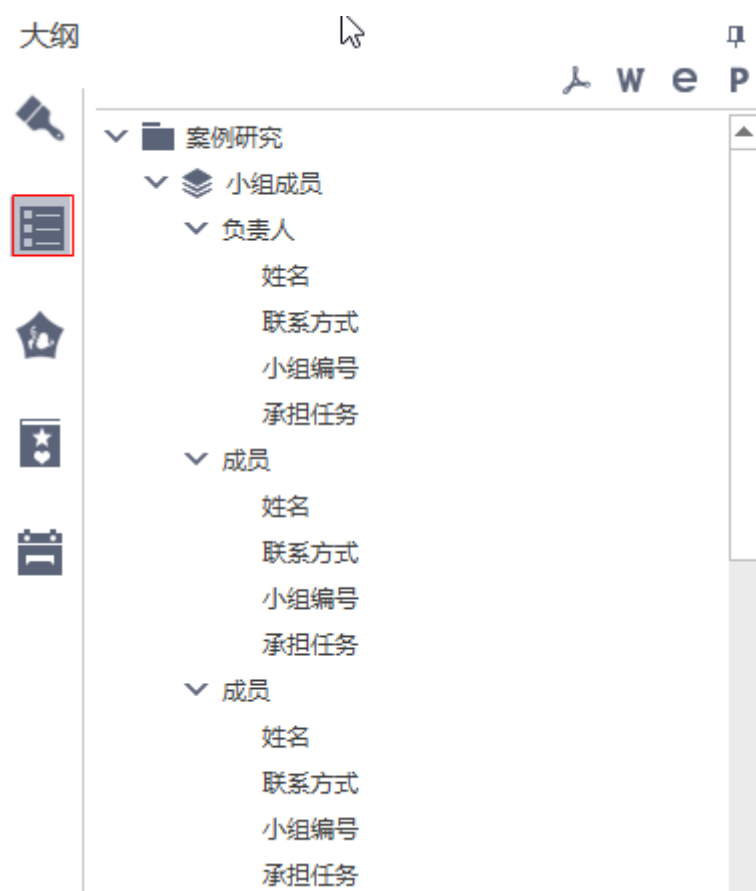 大纲
W e P
案例研究
小组成员
负责人
姓名
联系方式
小组编号
承担任务
成员
姓名
联系方式
小组编号
承担任务
成员
姓名
联系方式
小组编号
承担任务